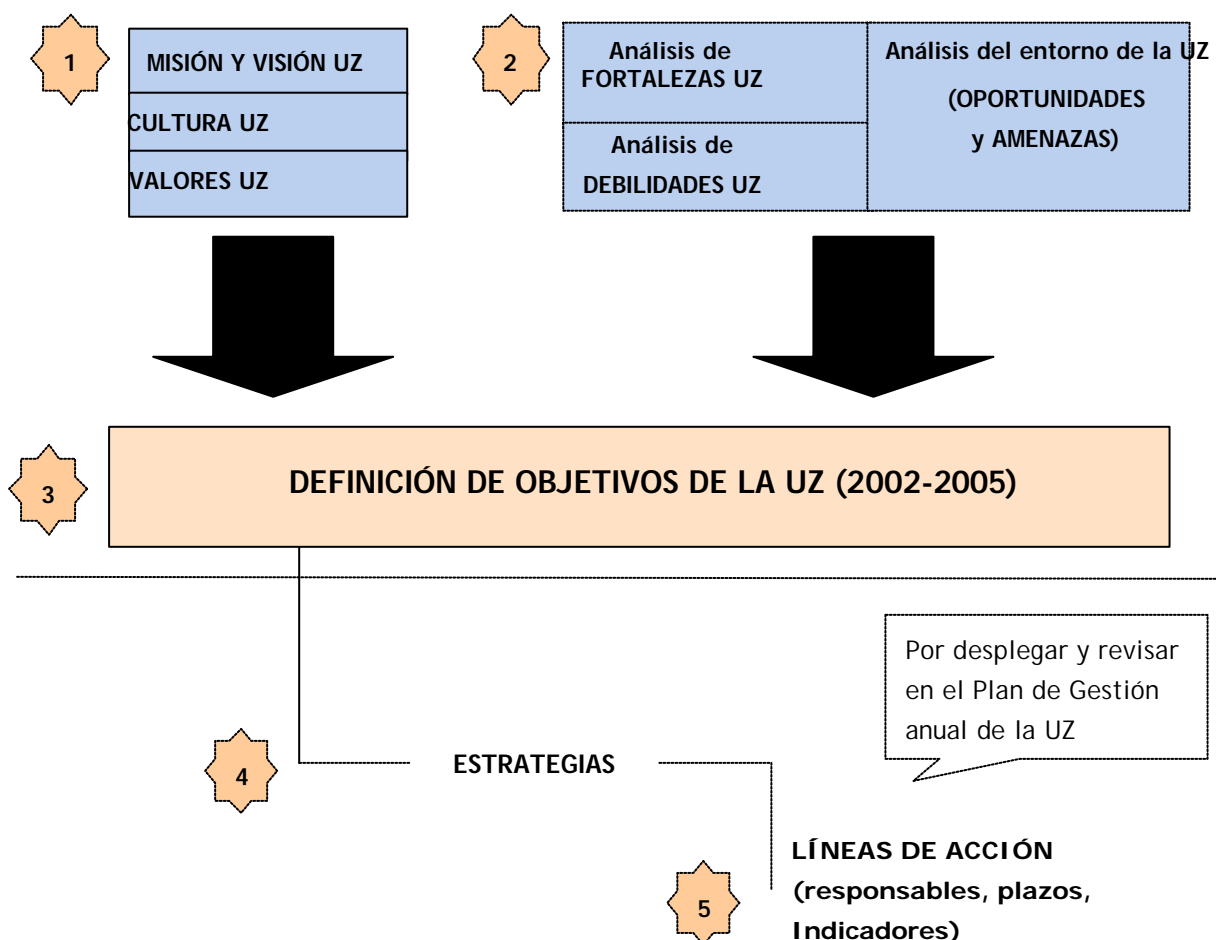 1
MISIÓN Y VISIÓN UZ
CULTURA UZ
VALORES UZ
2
Análisis de
FORTALEZAS UZ
Análisis de
DEBILIDADES UZ
Análisis del entorno de la UZ
(OPORTUNIDADES
y AMENAZAS)
3
DEFINICIÓN DE OBJETIVOS DE LA UZ (2002-2005)
Por desplegar y revisar
en el Plan de Gestión
anual de la UZ
4
ESTRATEGIAS
5
LÍNEAS DE ACCIÓN
(responsables, plazos,
Indicadores)